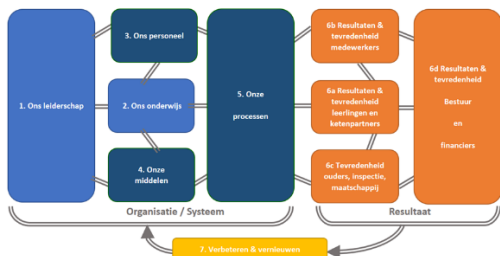 1. Ons leiderschap
3. Ons personeel
2. Ons onderwijs
4. Onze
middelen
5. Onze
processen
6b Resultaten &
tevredenheid
medewerkers
6a Resultaten &
tevredenheid
leerlingen en
ketenpartners
6c Tevredenheid
ouders, inspectie,
maatschappij
6d Resultaten &
tevredenheid
Bestuur
en
financiers
Organisatie / Systeem
Resultaat
7. Verbeteren & vernieuwen